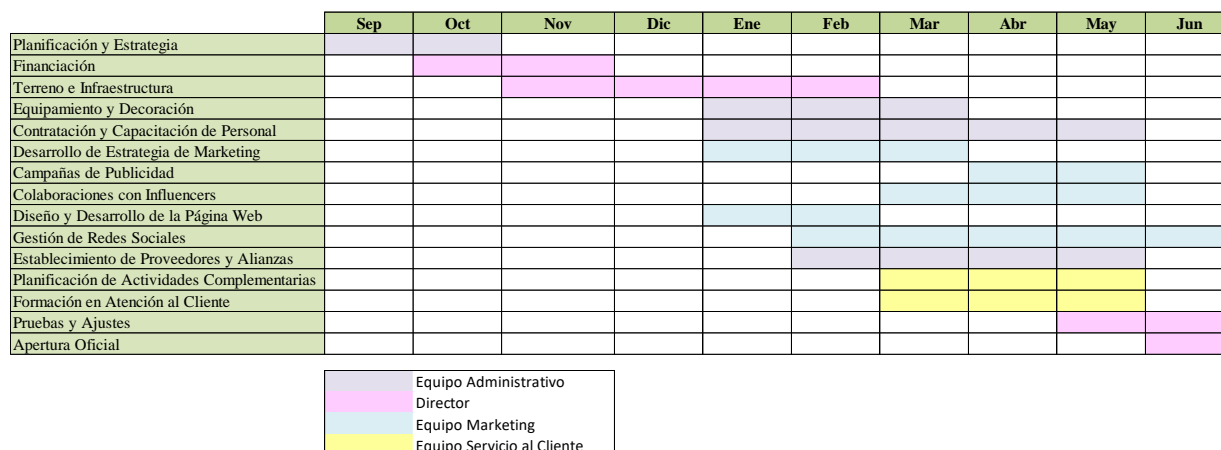 Sep Oct Nov Dic Ene Feb Mar Abr May Jun
Planificación y Estrategia
Financiación
Terreno e Infraestructura
Equipamiento y Decoración
Contratación y Capacitación de Personal
Desarrollo de Estrategia de Marketing
Campañas de Publicidad
Colaboraciones con Influencers
Diseño y Desarrollo de la Página Web
Gestión de Redes Sociales
Establecimiento de Proveedores y Alianzas
Planificación de Actividades Complementarias
Formación en Atención al Cliente
Pruebas y Ajustes
Apertura Oficial
Equipo Administrativo
Director
Equipo Marketing
Equipo Servicio al Cliente